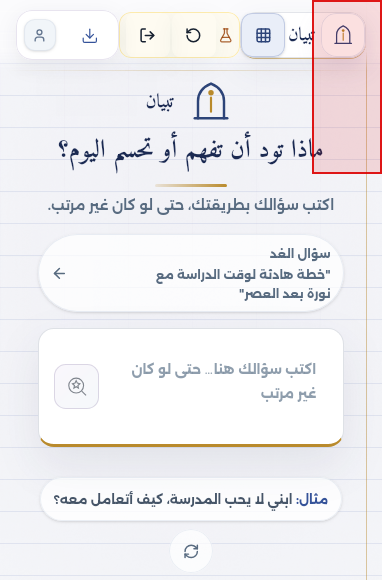 تبيان
تبيان
ماذا تود أن تفهم أو تحسم اليوم؟
اكتب سؤالك بطريقتك، حتى لو كان غير مرتب.
سؤال الغد
"خطة هادئة لوقت الدراسة مع
نورة بعد العصر"
اكتب سؤالك هنا... حتى لو كان
غير مرتب
مثال: ابني لا يحب المدرسة، كيف أتعامل معه؟